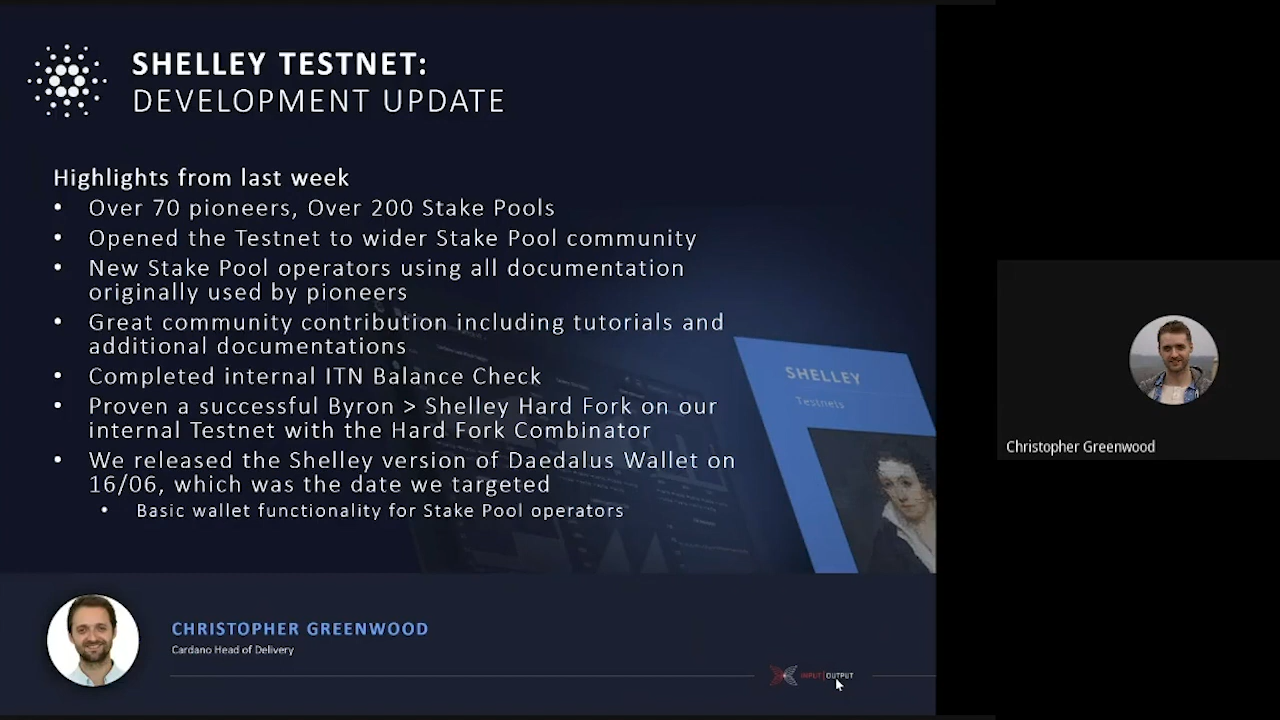 SHELLEY TESTNET:
DEVELOPMENT UPDATE
Highlights from last week
• Over 70 pioneers, Over 200 Stake Pools
• Opened the Testnet to wider Stake Pool community
• New Stake Pool operators using all documentation
originally used by pioneers
• Great community contribution including tutorials and
additional documentations
• Completed internal ITN Balance Check
• Proven a successful Byron > Shelley Hard Fork on our
internal Testnet with the Hard Fork Combinator
• We released the Shelley version of Daedalus Wallet on
16/06, which was the date we targeted
• Basic wallet functionality for Stake Pool operators
SHELLEY
Testnets
CHRISTOPHER GREENWOOD
Cardano Head of Delivery
INPUT|OUTPUT
Christopher Greenwood